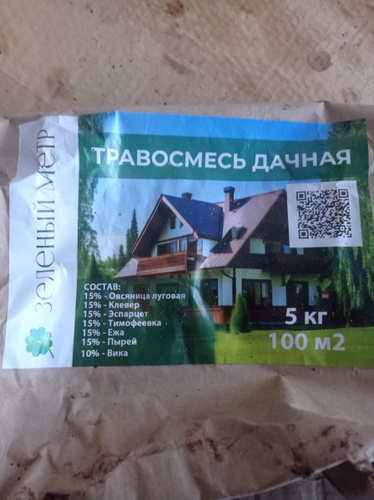 ЗЕЛЕНЫЙ МЕТР
ТРАВОСМЕСЬ ДАЧНАЯ
СОСТАВ:
15% - Овсяница луговая
15% - Клевер
15% - Эспарцет
15% - Тимофеевка
15% - Ежа
15% - Пырей
10% - Вика
5 кг
100 м2